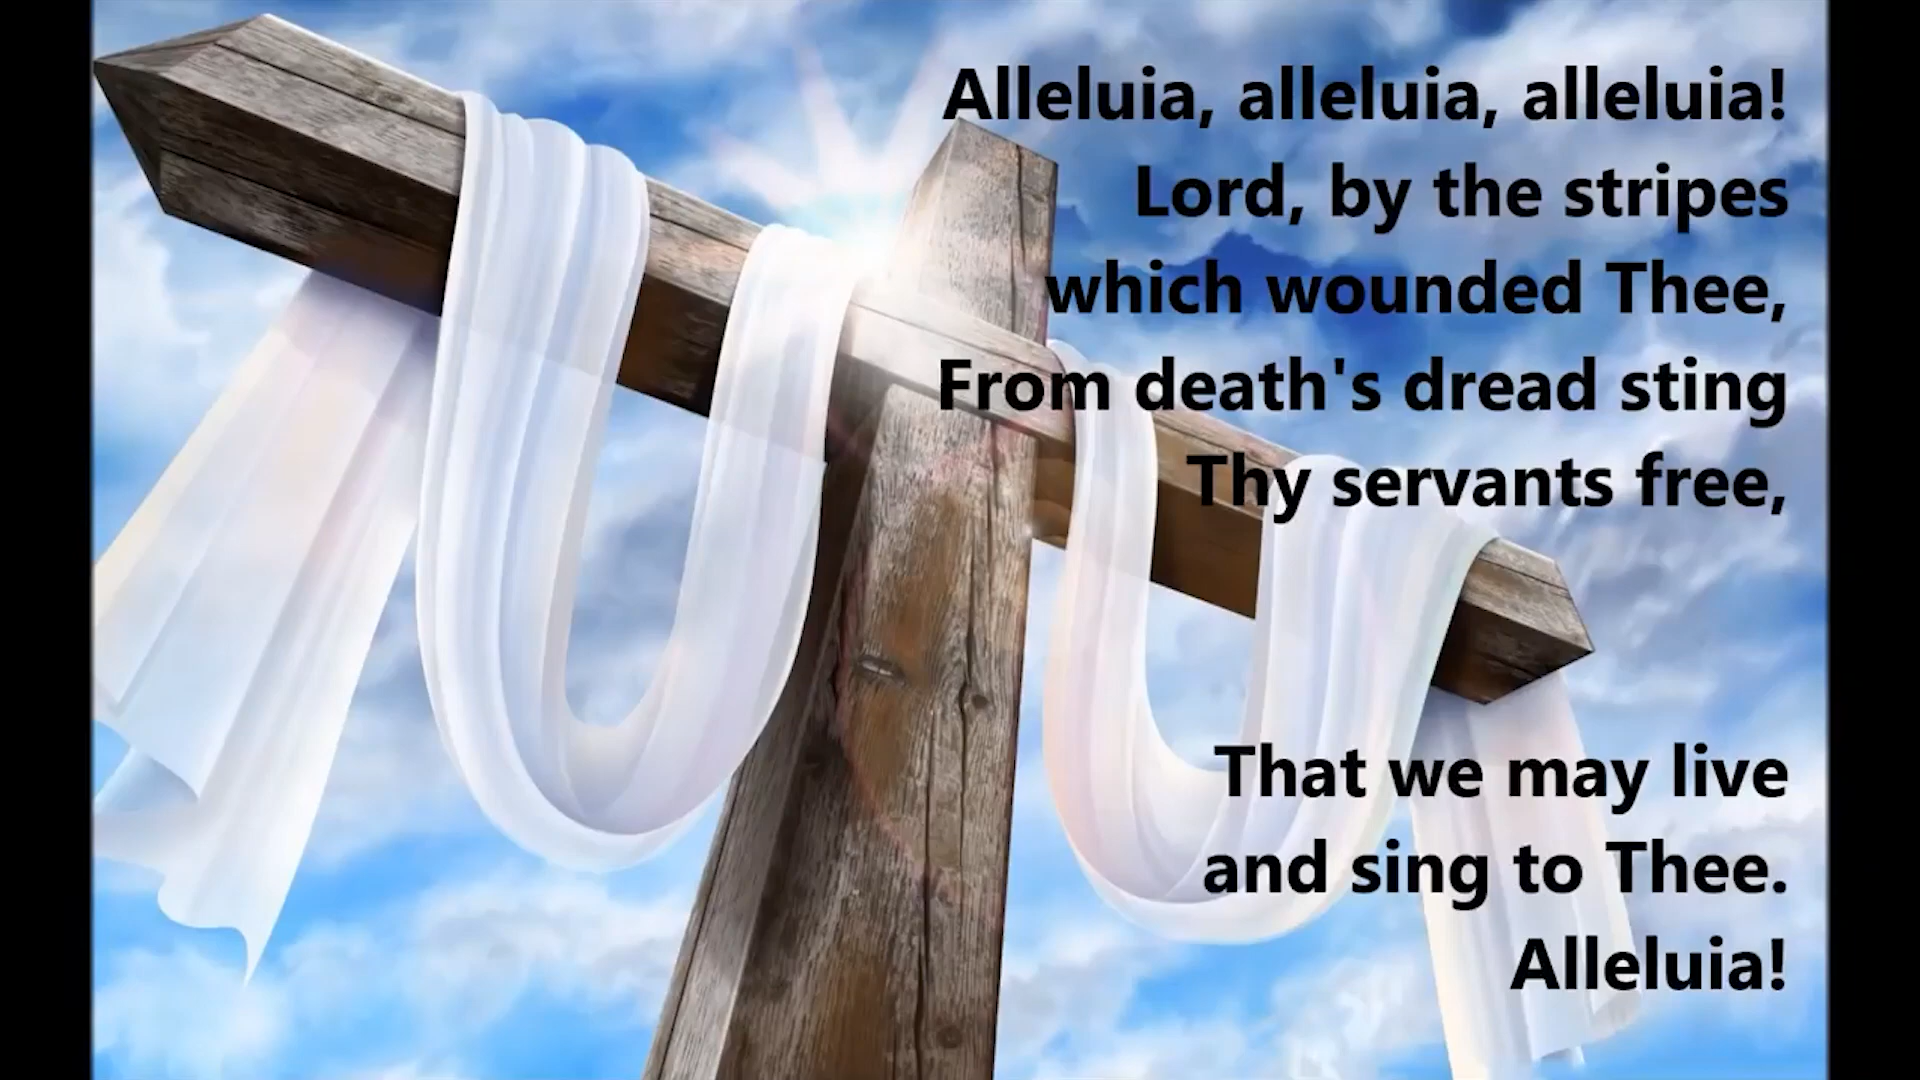 Alleluia, alleluia, alleluia!
Lord, by the stripes
which wounded Thee,
From death's dread sting
Thy servants free,
That we may live
and sing to Thee.
Alleluia!